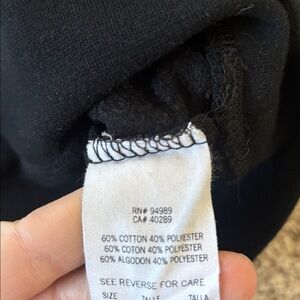 RN# 94989
CA# 40289
60% COTTON 40% POLYESTER
60% COTON 40% POLYESTER
60% ALGODON 40% POLYESTER
SEE REVERSE FOR CARE
SIZE TAILLE TALLA